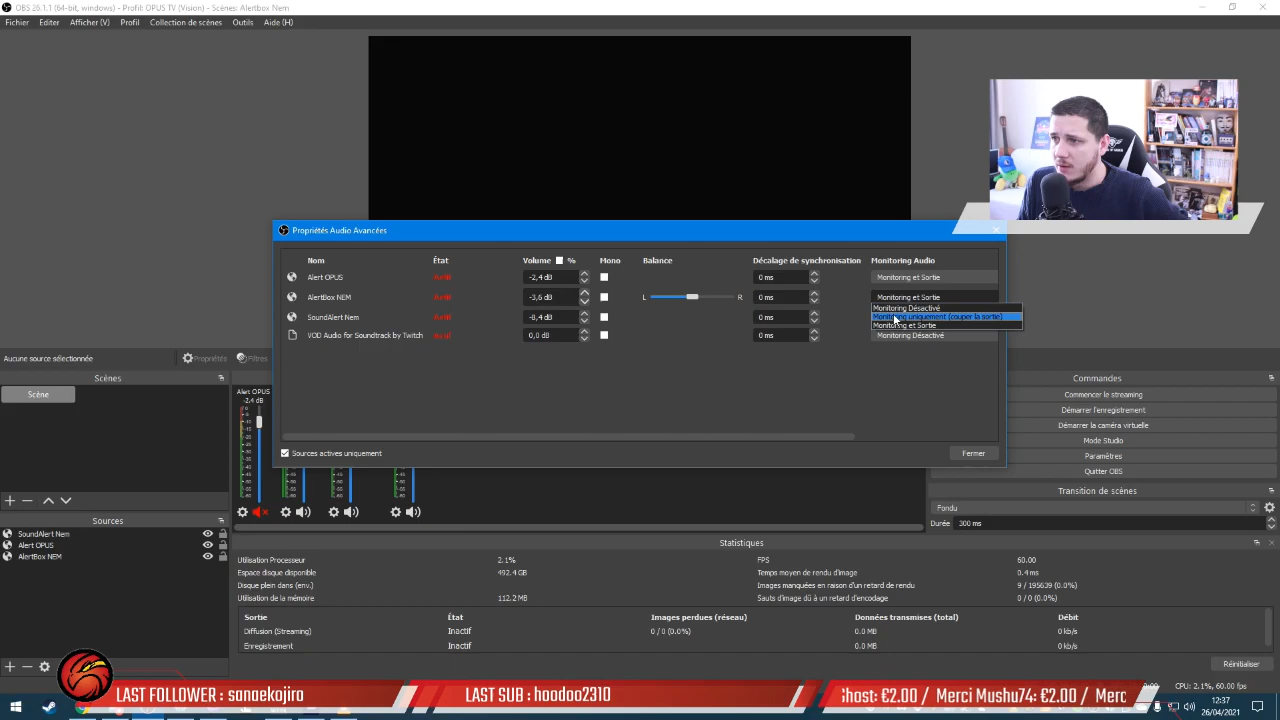 OBS 26.1.1 (64-bit, windows) - Profil: OPUS TV (Vision) - Scènes: Alertbox Nem
Fichier Editer Afficher (V) Profil Collection de scènes Outils Aide (H)
Propriétés Audio Avancées
Nom État Volume % Mono Balance Décalage de synchronisation Monitoring Audio
Alert OPUS Actif -2,4 dB 0 ms Monitoring et Sortie
AlertBox NEM Actif -3,6 dB L R 0 ms Monitoring et Sortie
Monitoring Désactivé
SoundAlert Nem Actif -8,4 dB 0 ms Monitoring uniquement (couper la sortie)
Monitoring et Sortie
VOD Audio for Soundtrack by Twitch Actif 0,0 dB 0 ms Monitoring Désactivé
Sources actives uniquement Fermer
Aucune source sélectionnée Propriétés Filtres
Scènes
Scène
Alert OPUS
-2.4 dB
Commandes
Commencer le streaming
Démarrer l'enregistrement
Démarrer la caméra virtuelle
Mode Studio
Paramètres
Quitter OBS
Transition de scènes
Fondu
Durée 300 ms
Sources
SoundAlert Nem
Alert OPUS
AlertBox NEM
Statistiques
Utilisation Processeur 2.1% FPS 60.00
Espace disque disponible 492.4 GB Temps moyen de rendu d'image 0.4 ms
Disque plein dans (env.) Images manquées en raison d'un retard de rendu 9 / 195639 (0.0%)
Utilisation de la mémoire 112.2 MB Sauts d'image dû à un retard d'encodage 0 / 0 (0.0%)
Sortie État Images perdues (réseau) Données transmises (total) Débit
Diffusion (Streaming) Inactif 0 / 0 (0.0%) 0.0 MB 0 kb/s
Enregistrement Inactif 0.0 MB 0 kb/s
Réinitialiser
CPU: 2.1%, 60.00 fps
LAST FOLLOWER : sanaekojira LAST SUB : hoodoo2310 host: €2.00 / Merci Mushu74: €2.00 / Merc
12:37
26/04/2021